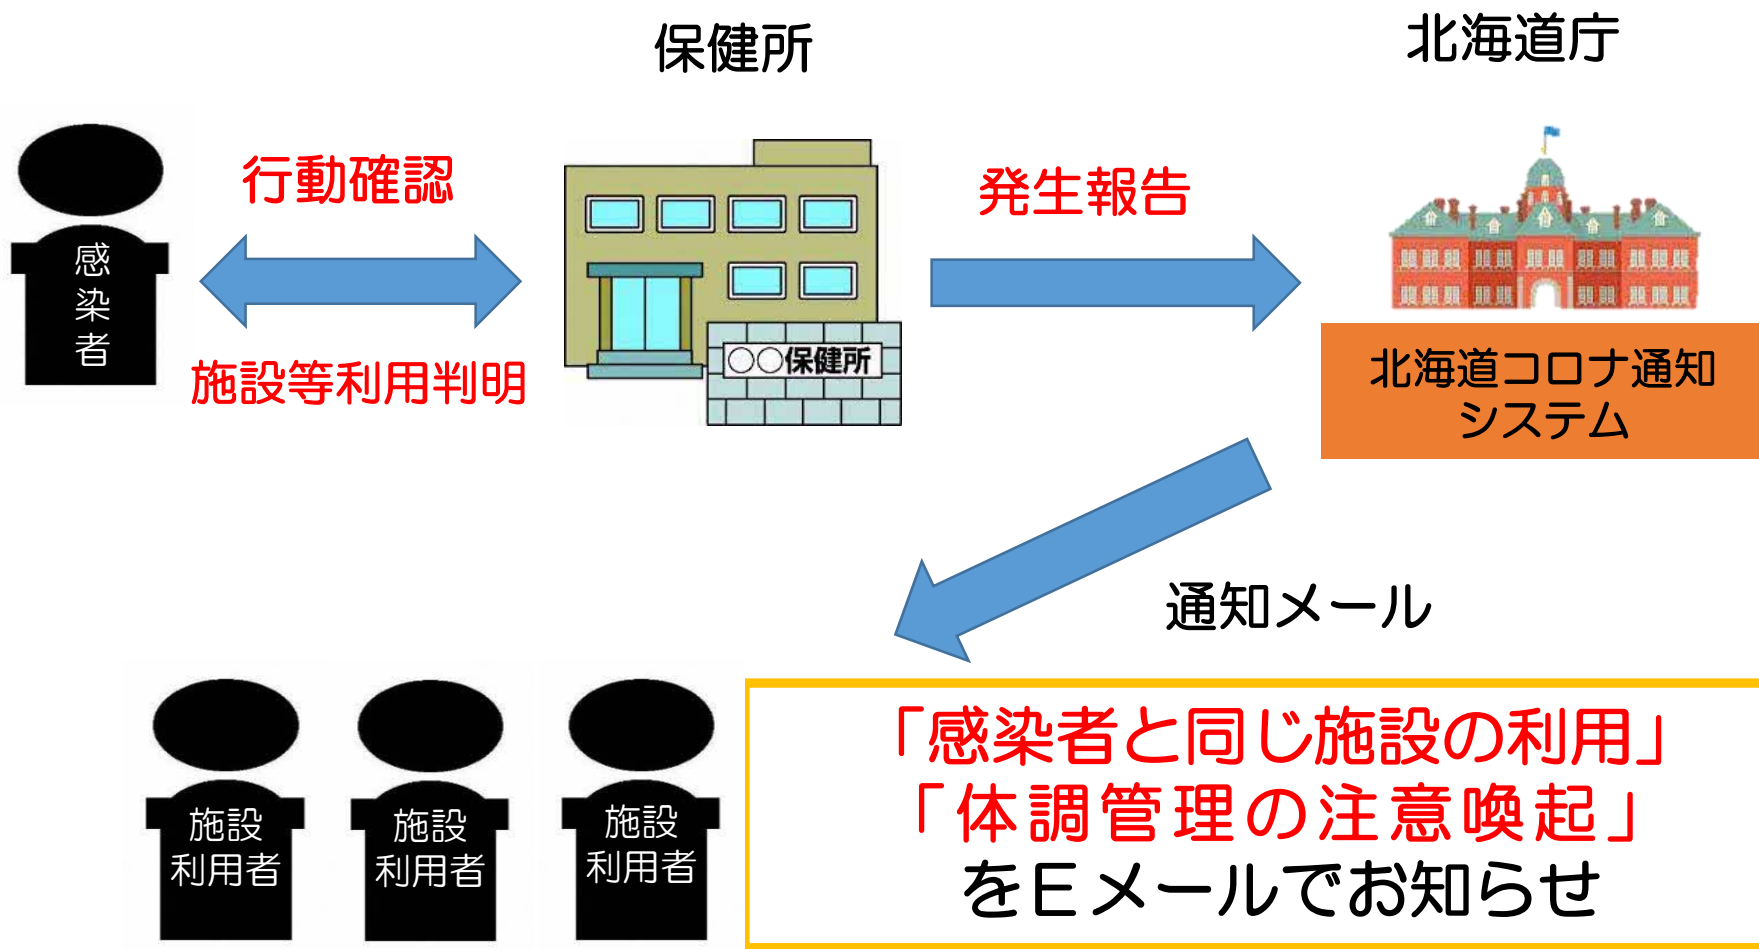 保健所
北海道庁
行動確認
発生報告
感
染
者
施設等利用判明
○○保健所
北海道コロナ通知
システム
通知メール
施設
利用者
施設
利用者
施設
利用者
「感染者と同じ施設の利用」
「体調管理の注意喚起」
をEメールでお知らせ